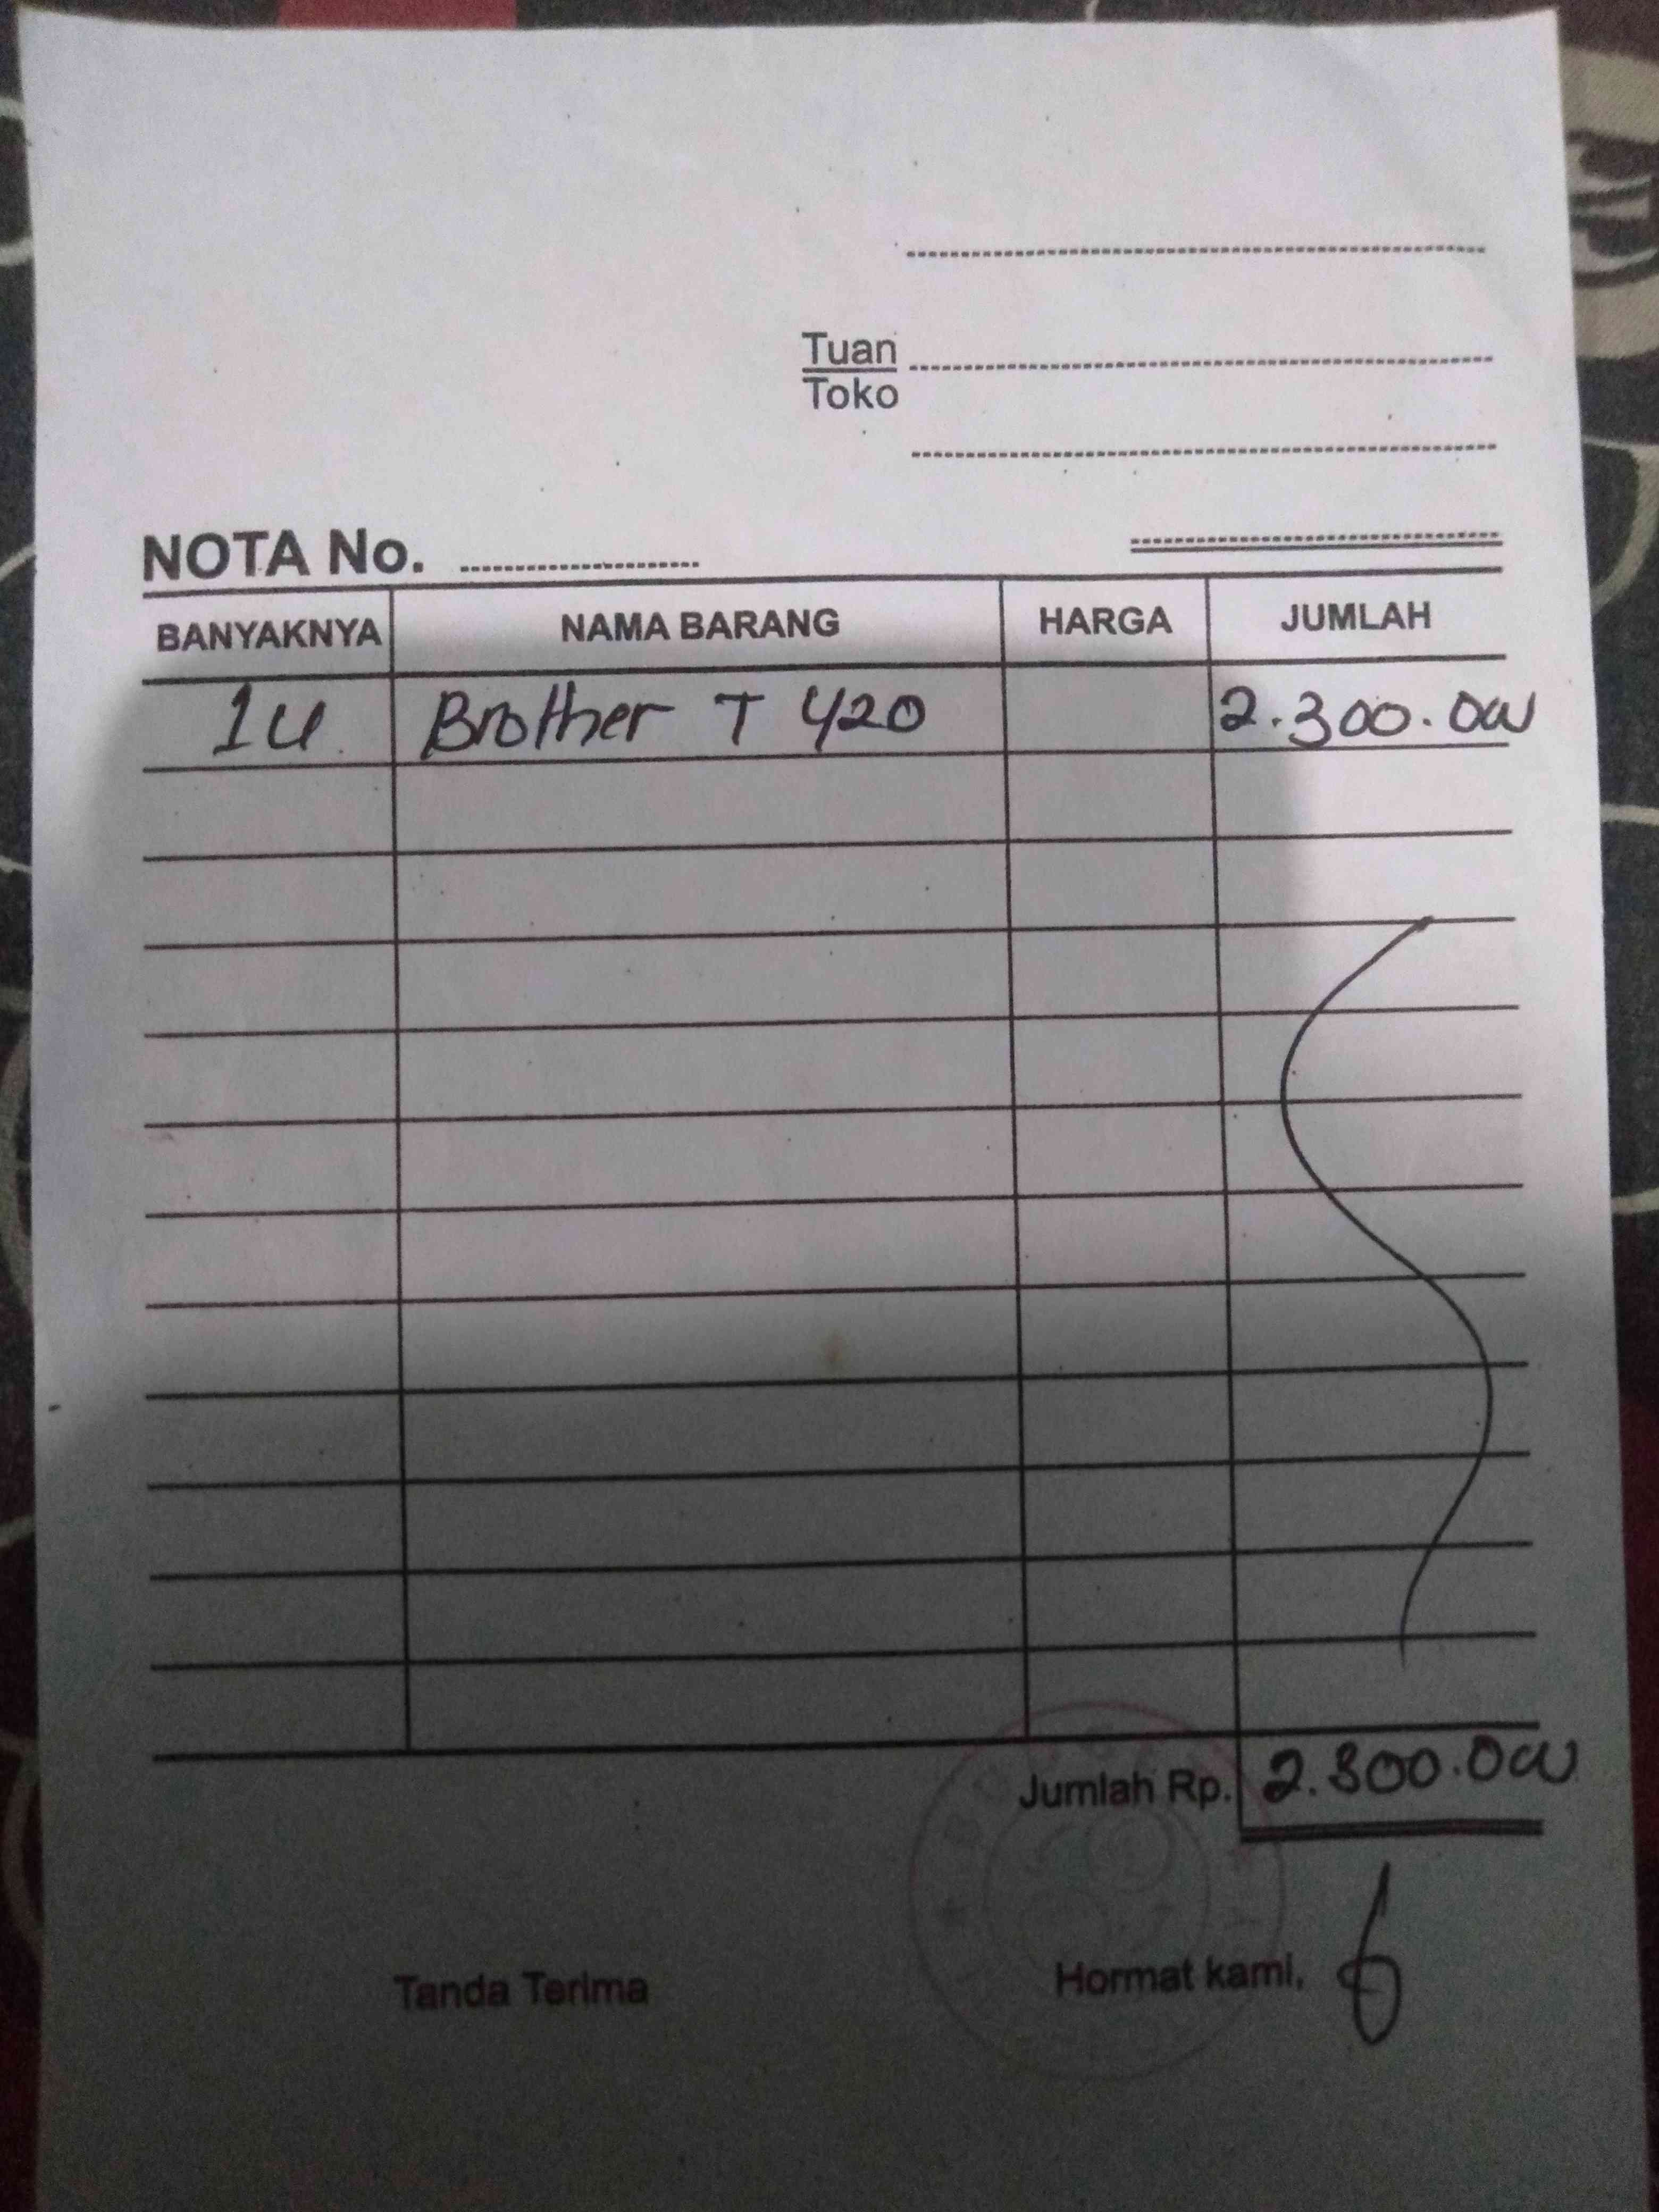 Tuan
Toko
NOTA No.
BANYAKNYA NAMA BARANG HARGA JUMLAH
1 U Brother T 420 2.300.000
Jumlah Rp. 2.300.000
Tanda Terima Hormat kami,